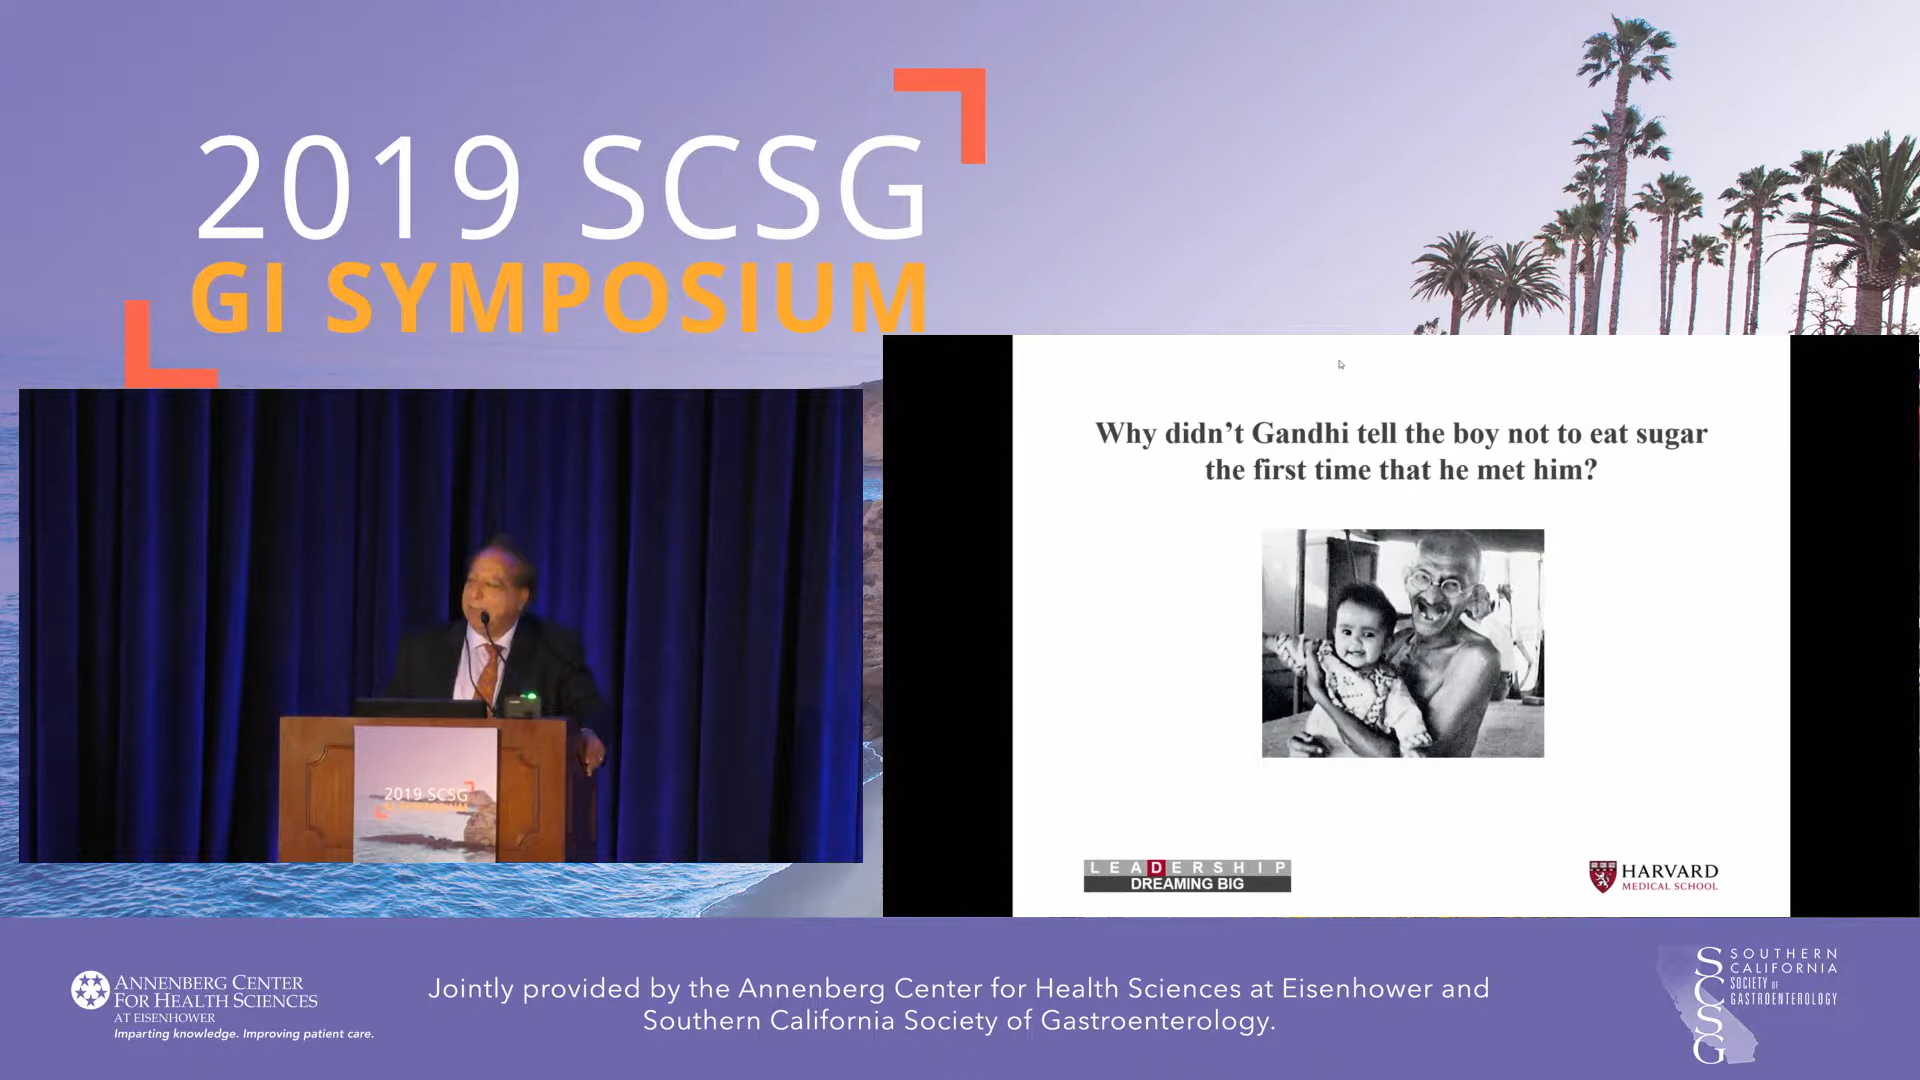 2019 SCSG
GI SYMPOSIUM
Why didn’t Gandhi tell the boy not to eat sugar
the first time that he met him?
LEADERSHIP
DREAMING BIG
HARVARD
MEDICAL SCHOOL
2019 SCSG
GI SYMPOSIUM
ANNENBERG CENTER
FOR HEALTH SCIENCES
AT EISENHOWER
Imparting knowledge. Improving patient care.
Jointly provided by the Annenberg Center for Health Sciences at Eisenhower and
Southern California Society of Gastroenterology.
SCSG
SOUTHERN
CALIFORNIA
SOCIETY OF
GASTROENTEROLOGY